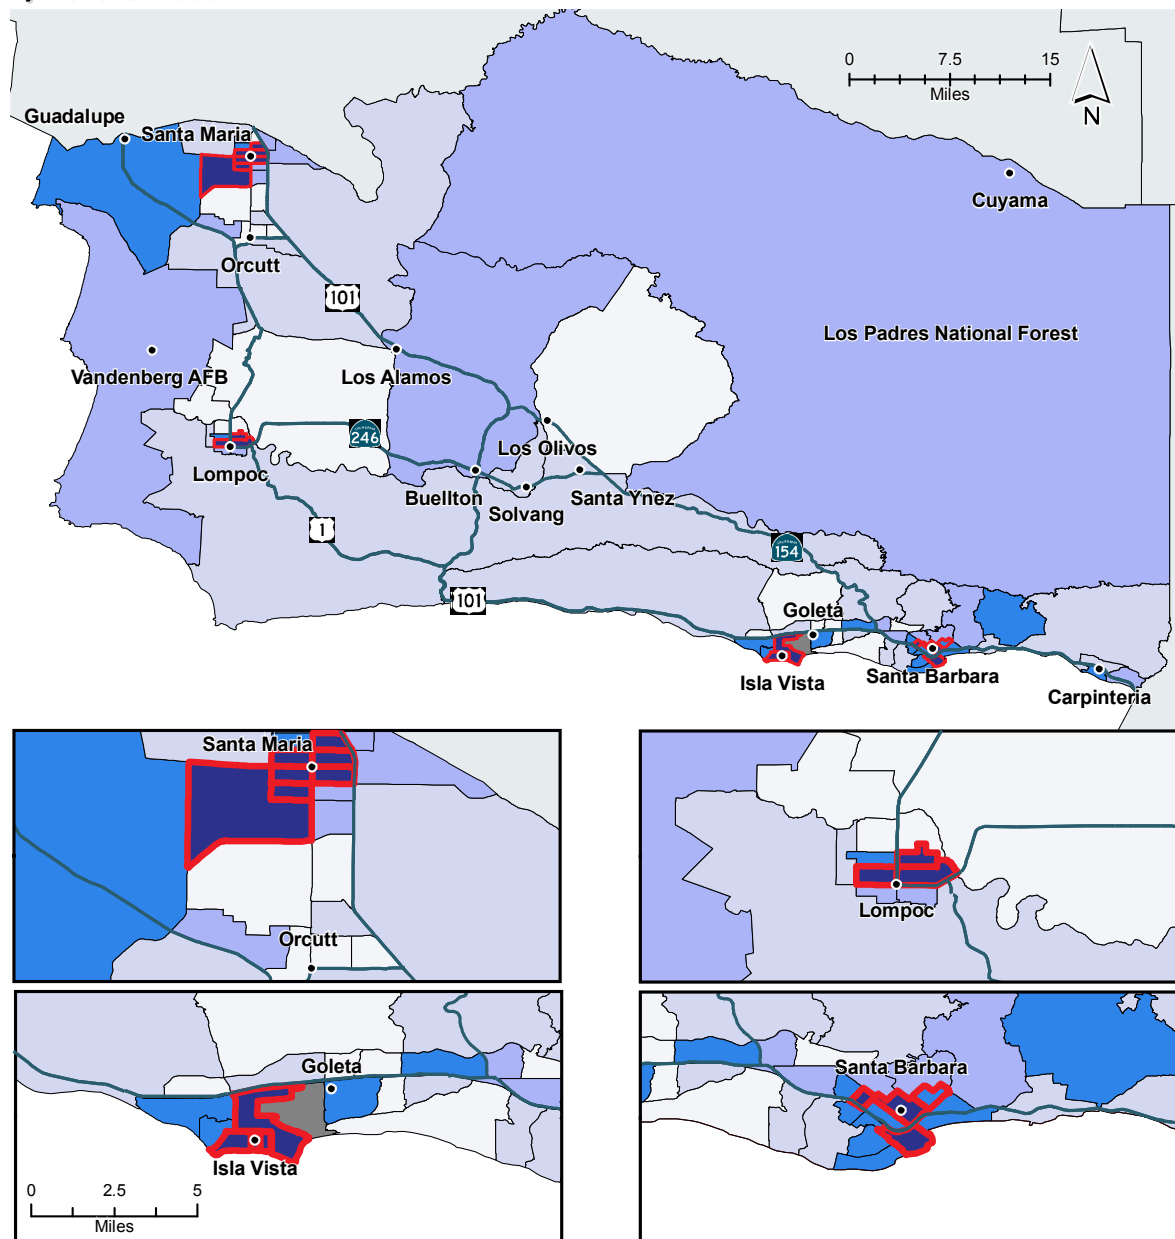 0 7.5 15
Miles
N
Guadalupe
Santa Maria
Cuyama
Orcutt
101
Los Padres National Forest
Vandenberg AFB
Los Alamos
246
Los Olivos
Lompoc
Buellton
Santa Ynez
Solvang
1
154
101
Goleta
Isla Vista
Santa Barbara
Carpinteria
Santa Maria
Orcutt
Lompoc
Goleta
Isla Vista
0 2.5 5
Miles
Santa Barbara